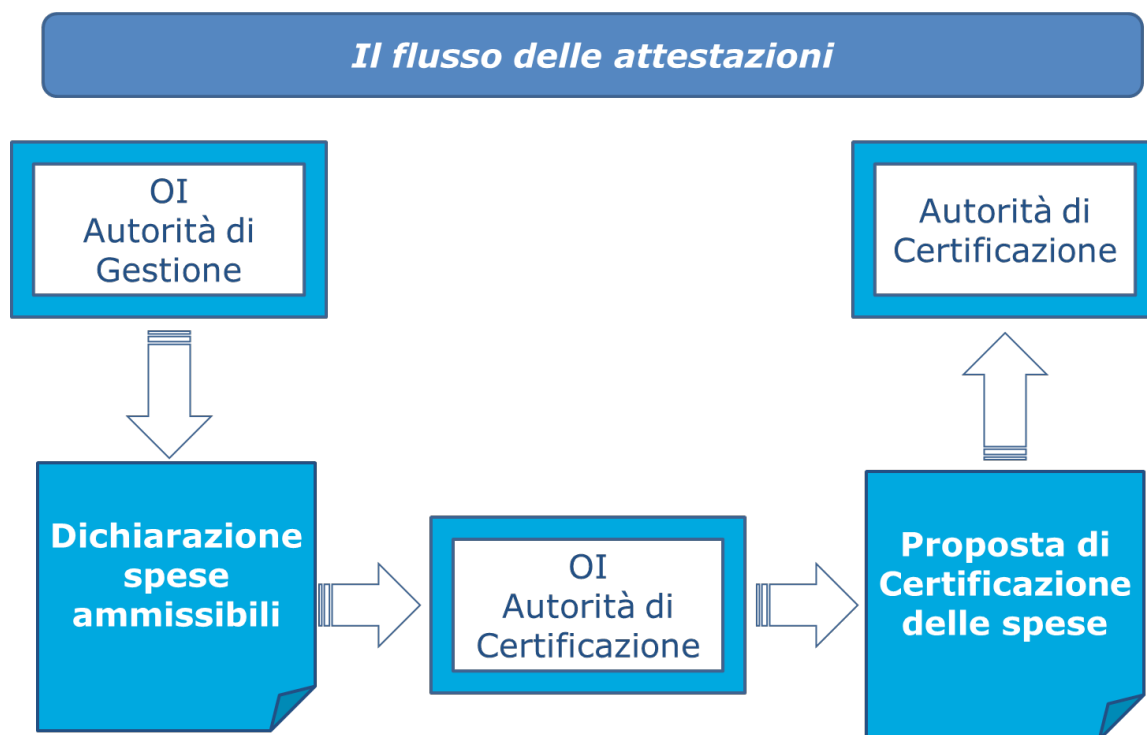 Il flusso delle attestazioni
OI
Autorità di
Gestione
Autorità di
Certificazione
Dichiarazione
spese
ammissibili
OI
Autorità di
Certificazione
Proposta di
Certificazione
delle spese